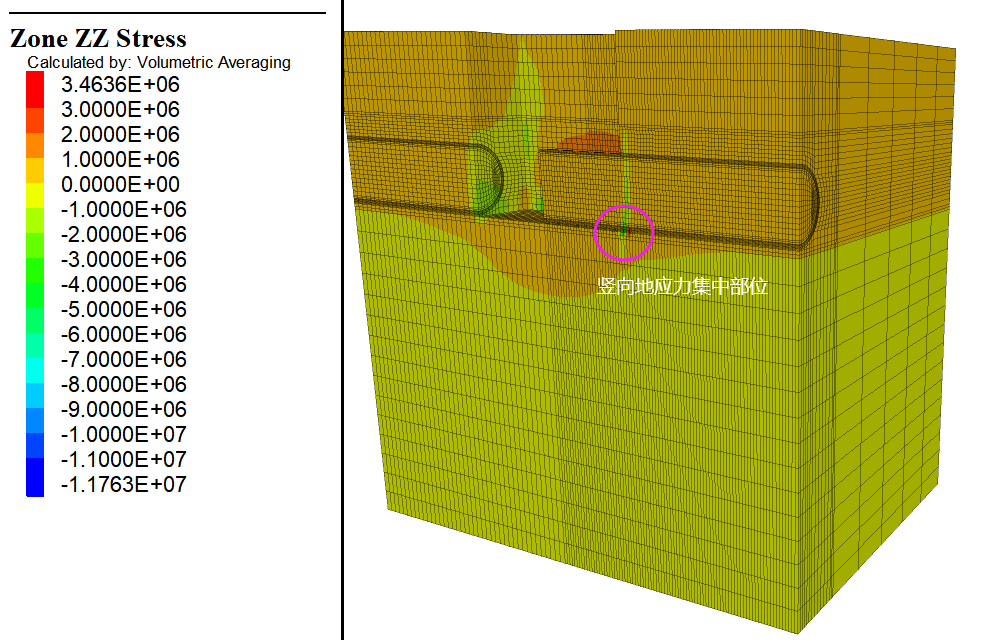 Zone ZZ Stress
Calculated by: Volumetric Averaging
3.4636E+06
3.0000E+06
2.0000E+06
1.0000E+06
0.0000E+00
-1.0000E+06
-2.0000E+06
-3.0000E+06
-4.0000E+06
-5.0000E+06
-6.0000E+06
-7.0000E+06
-8.0000E+06
-9.0000E+06
-1.0000E+07
-1.1000E+07
-1.1763E+07
竖向地应力集中部位